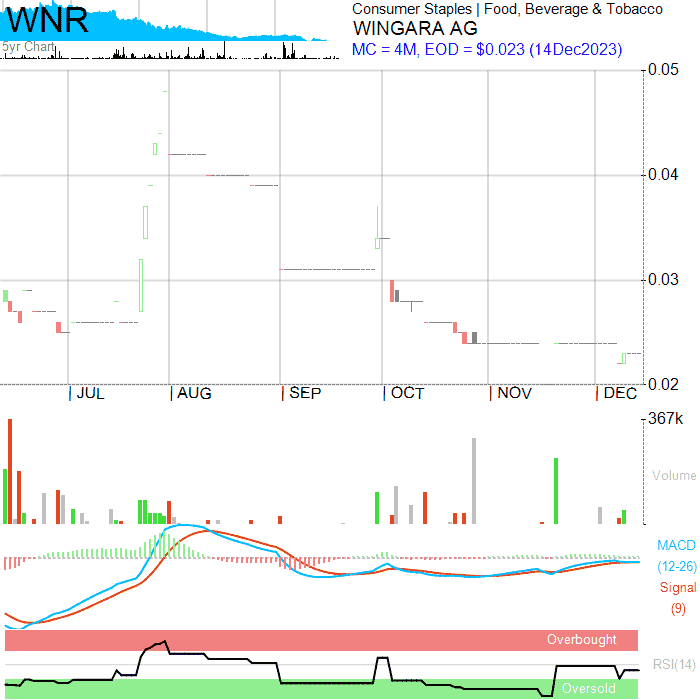 WNR
5yr Chart
Consumer Staples | Food, Beverage & Tobacco
WINGARA AG
MC = 4M, EOD = $0.023 (14Dec2023)
0.05
0.04
0.03
0.02
JUL AUG SEP OCT NOV DEC
367k
Volume
MACD
(12-26)
Signal
(9)
Overbought
RSI(14)
Oversold